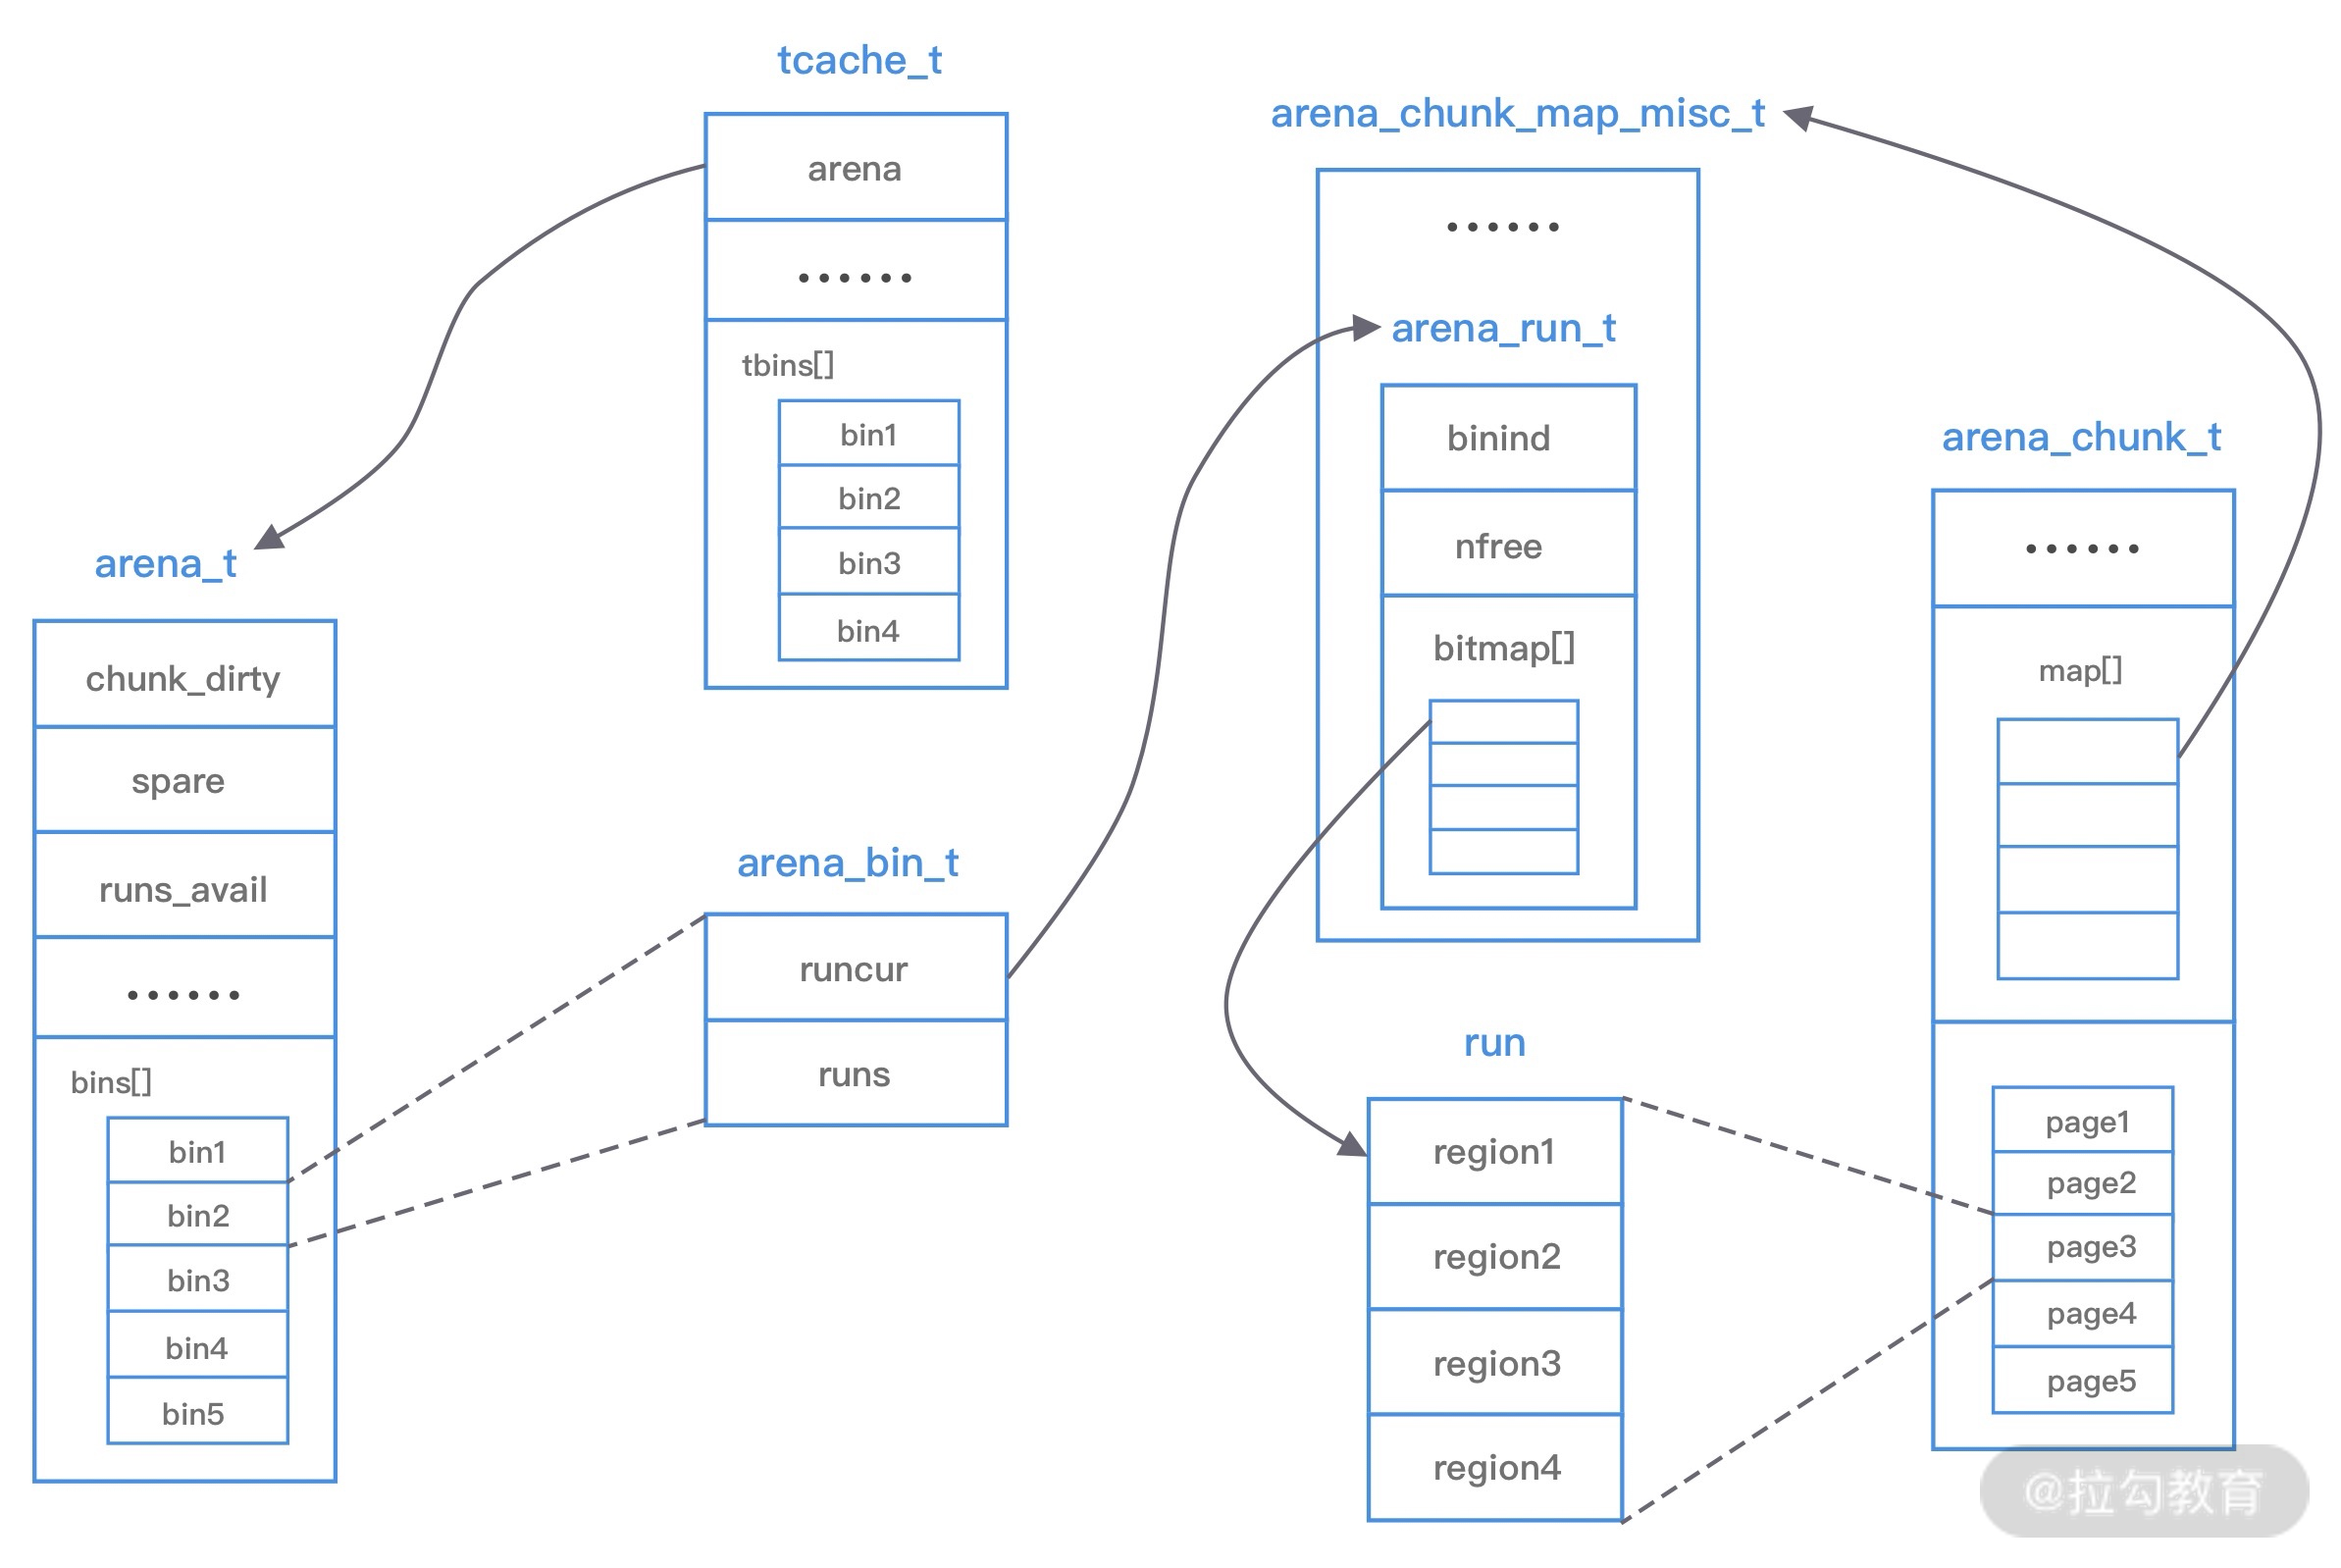 tcache_t
arena
......
tbins[]
bin1
bin2
bin3
bin4
arena_t
chunk_dirty
spare
runs_avail
......
bins[]
bin1
bin2
bin3
bin4
bin5
arena_bin_t
runcur
runs
arena_chunk_map_misc_t
......
arena_run_t
binind
nfree
bitmap[]
run
region1
region2
region3
region4
arena_chunk_t
......
map[]
page1
page2
page3
page4
page5
@拉勾教育